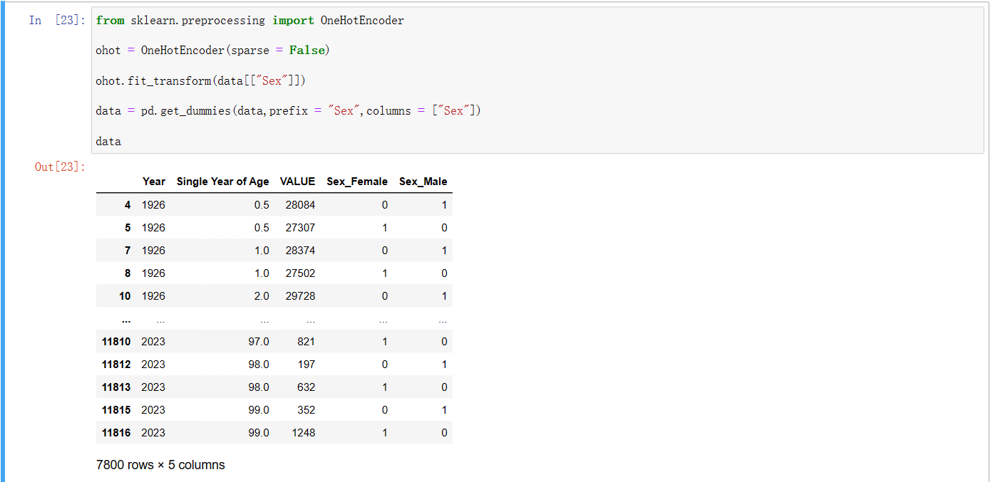 In [23]: from sklearn.preprocessing import OneHotEncoder
ohot = OneHotEncoder(sparse = False)
ohot.fit_transform(data[["Sex"]])
data = pd.get_dummies(data,prefix = "Sex",columns = ["Sex"])
data
Out[23]:
Year Single Year of Age VALUE Sex_Female Sex_Male
4 1926 0.5 28084 0 1
5 1926 0.5 27307 1 0
7 1926 1.0 28374 0 1
8 1926 1.0 27502 1 0
10 1926 2.0 29728 0 1
... ... ... ... ... ...
11810 2023 97.0 821 1 0
11812 2023 98.0 197 0 1
11813 2023 98.0 632 1 0
11815 2023 99.0 352 0 1
11816 2023 99.0 1248 1 0
7800 rows × 5 columns